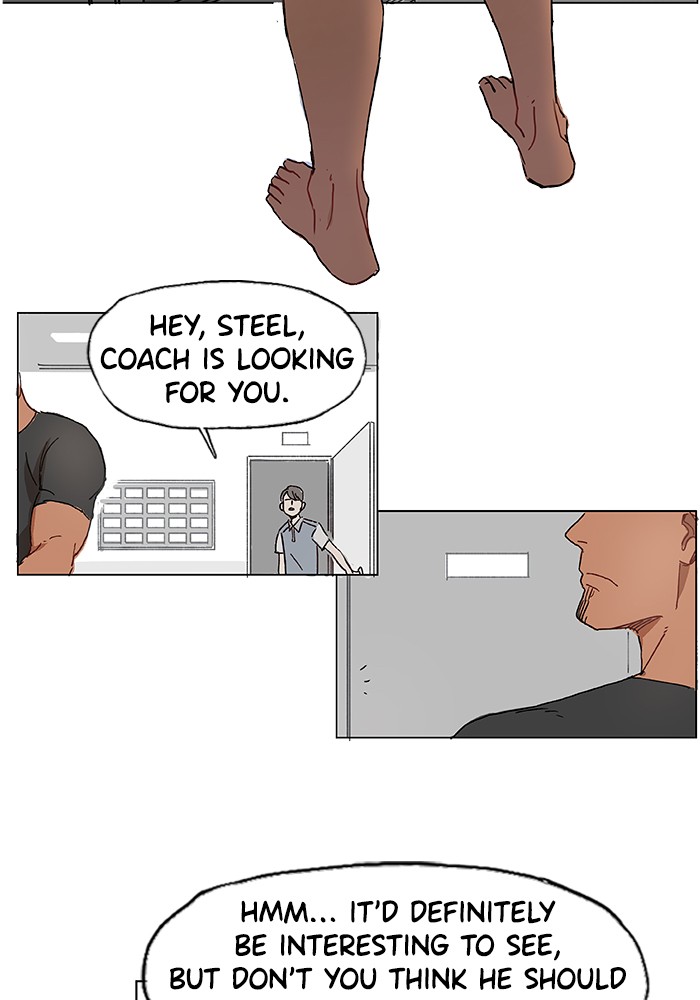 HEY, STEEL,
COACH IS LOOKING
FOR YOU.
HMM... IT'D DEFINITELY
BE INTERESTING TO SEE,
BUT DON'T YOU THINK HE SHOULD